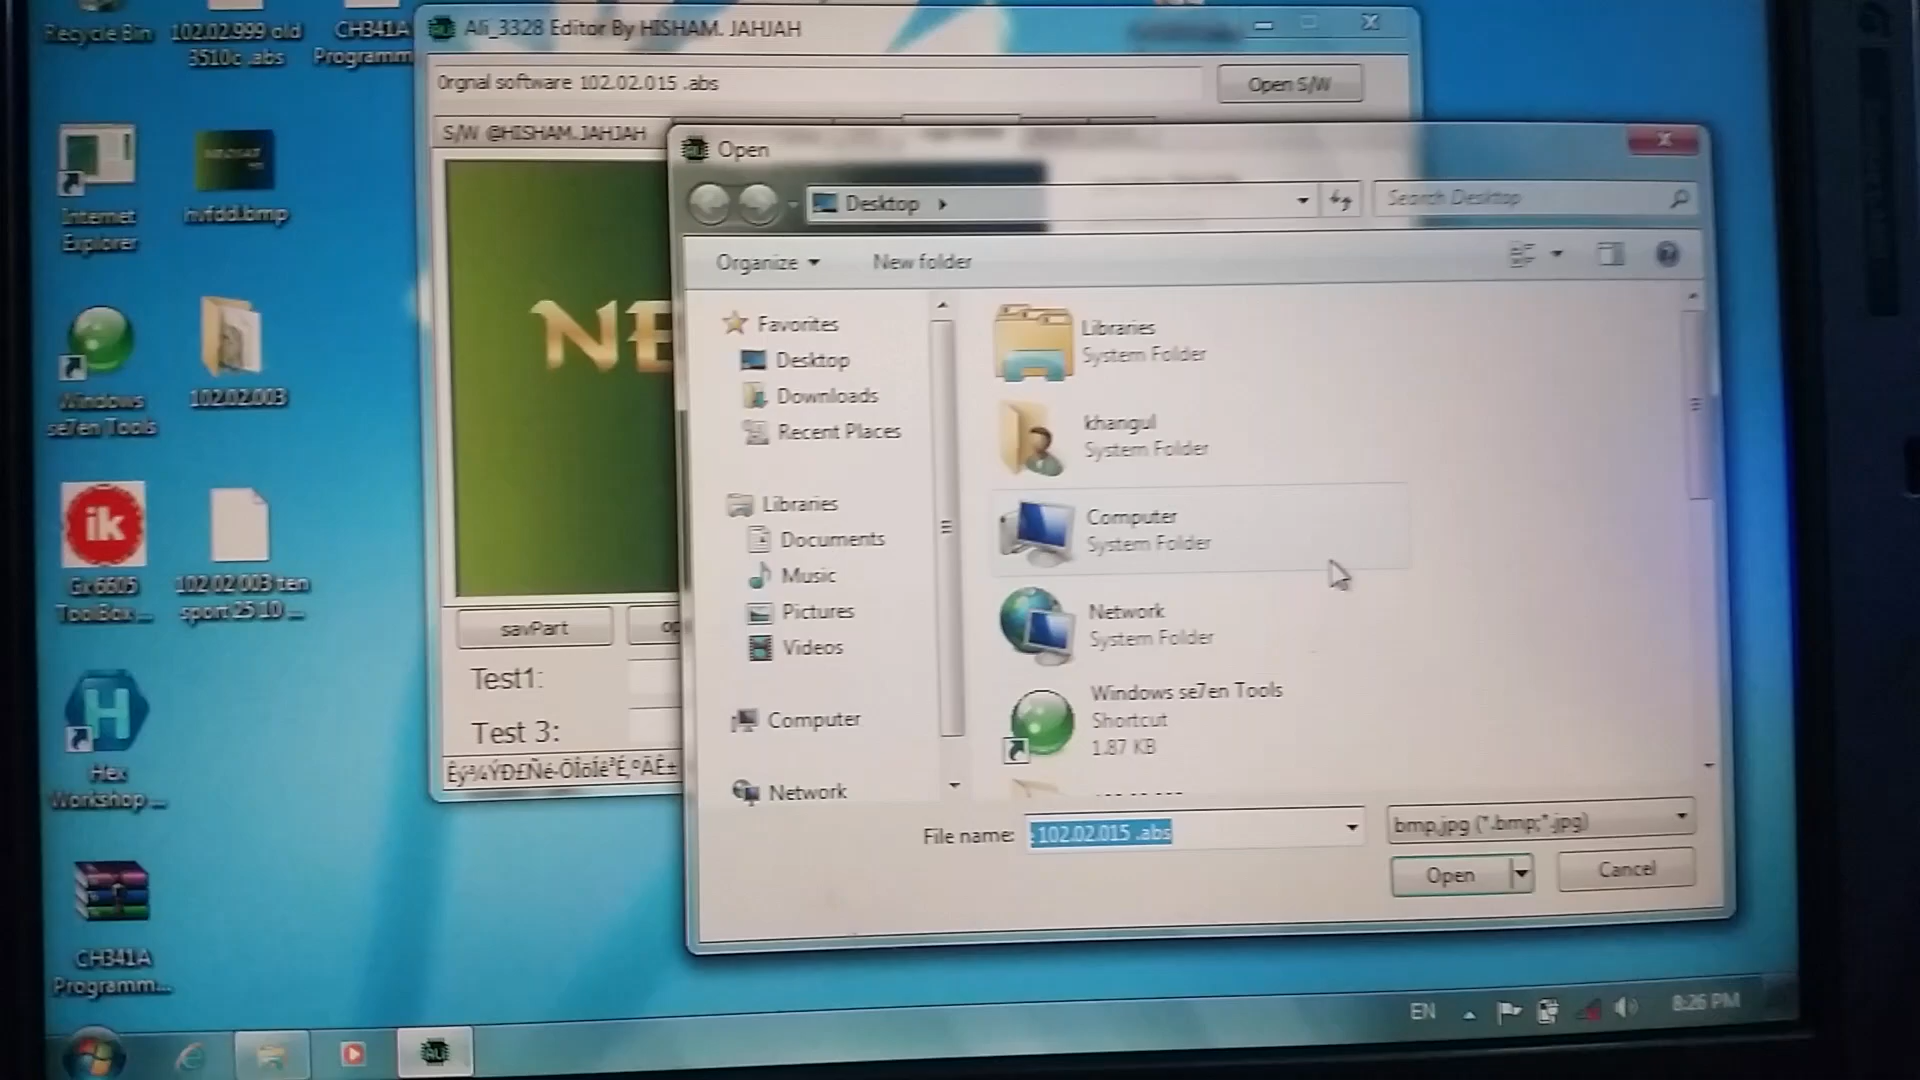 Recycle Bin
102.02.999 old
3510c .abs
CH341A
Programm...
Internet
Explorer
hvfddl.bmp
Windows
se7en Tools
102.02.003
Gx6605
ToolBox ...
102 02 003 ten
sport 25 10 ...
Hex
Workshop ...
CH341A
Programm...
Ali_3328 Editor By HISHAM. JAHJAH
Orgnal software 102.02.015 .abs
Open S/W
S/W @HISHAM.JAHJAH
NE
savPart
op
Test1:
Test 3:
Open
Desktop
Search Desktop
Organize
New folder
Favorites
Desktop
Downloads
Recent Places
Libraries
Documents
Music
Pictures
Videos
Computer
Network
Libraries
System Folder
khangul
System Folder
Computer
System Folder
Network
System Folder
Windows se7en Tools
Shortcut
1.87 KB
File name:
102.02.015 .abs
bmp,jpg (*.bmp;*.jpg)
Open
Cancel
EN
8:26 PM